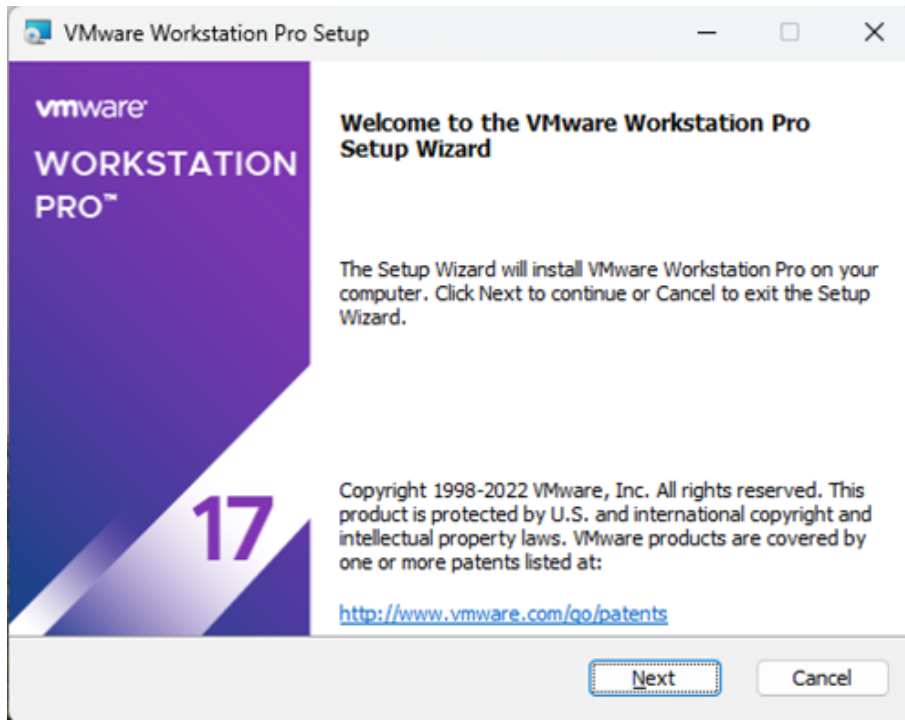 VMware Workstation Pro Setup
vmware®
WORKSTATION
PRO™
Welcome to the VMware Workstation Pro
Setup Wizard
The Setup Wizard will install VMware Workstation Pro on your
computer. Click Next to continue or Cancel to exit the Setup
Wizard.
17
Copyright 1998-2022 VMware, Inc. All rights reserved. This
product is protected by U.S. and international copyright and
intellectual property laws. VMware products are covered by
one or more patents listed at:
http://www.vmware.com/go/patents
Next
Cancel